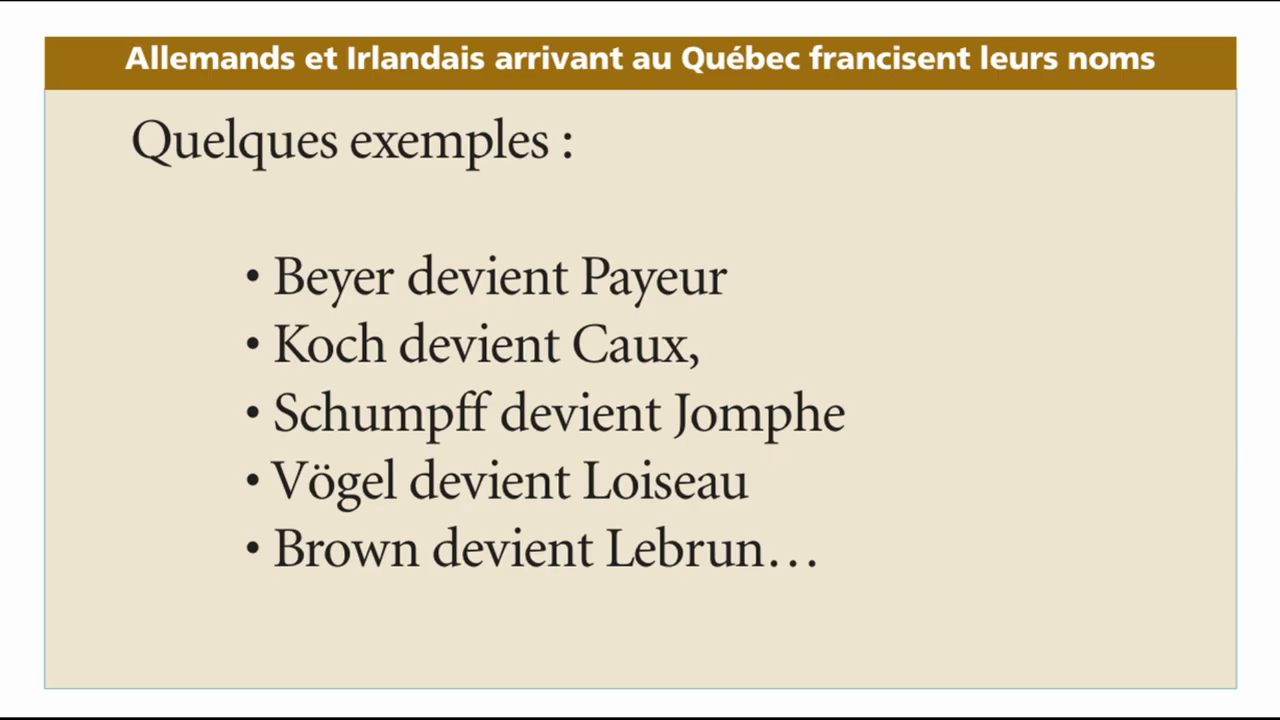 Allemands et Irlandais arrivant au Québec francisent leurs noms
Quelques exemples :
• Beyer devient Payeur
• Koch devient Caux,
• Schumpff devient Jomphe
• Vögel devient Loiseau
• Brown devient Lebrun…